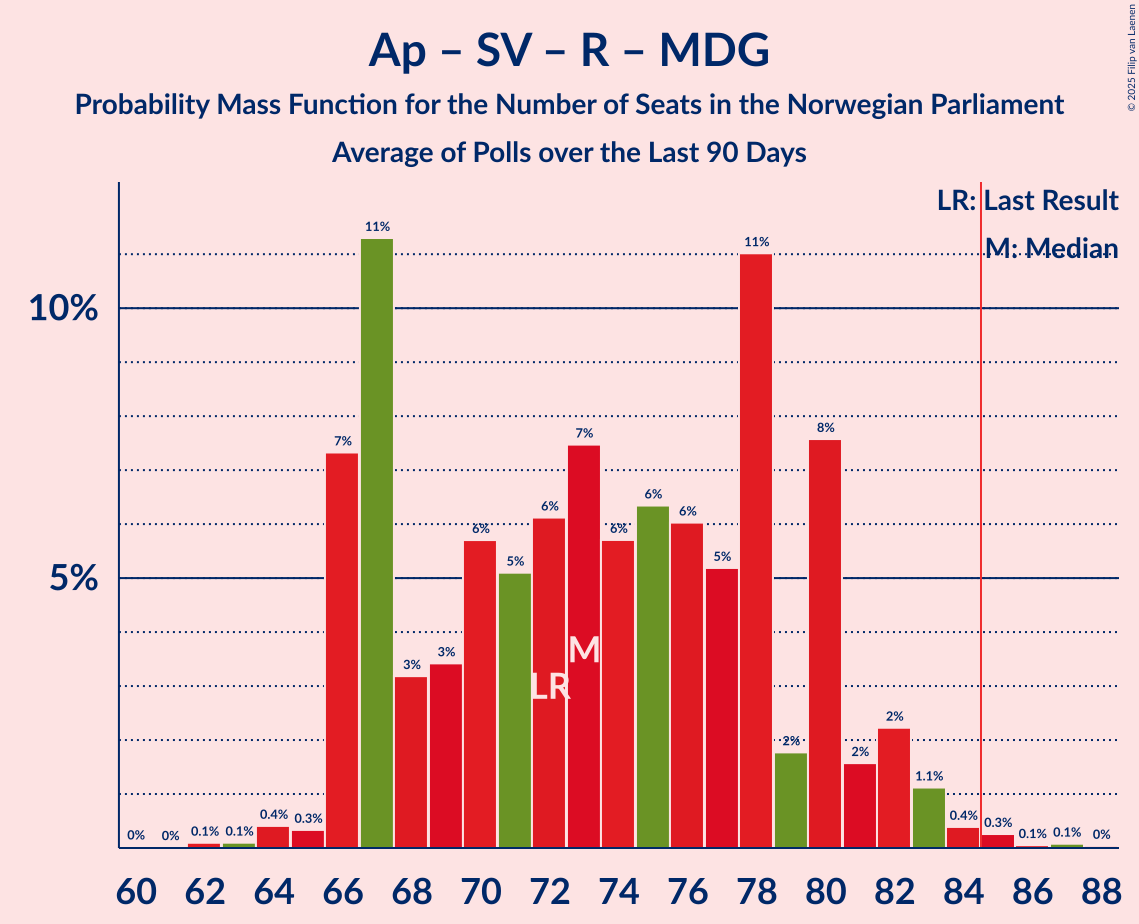 Ap – SV – R – MDG
Probability Mass Function for the Number of Seats in the Norwegian Parliament
Average of Polls over the Last 90 Days
© 2025 Filip van Laenen
LR: Last Result
M: Median
10%
5%
0% 0% 0.1% 0.1% 0.4% 0.3% 7% 11% 3% 3% 6% 5% 6% 7% 6% 6% 6% 5% 11% 2% 8% 2% 2% 1.1% 0.4% 0.3% 0.1% 0.1% 0%
M
LR
60 62 64 66 68 70 72 74 76 78 80 82 84 86 88